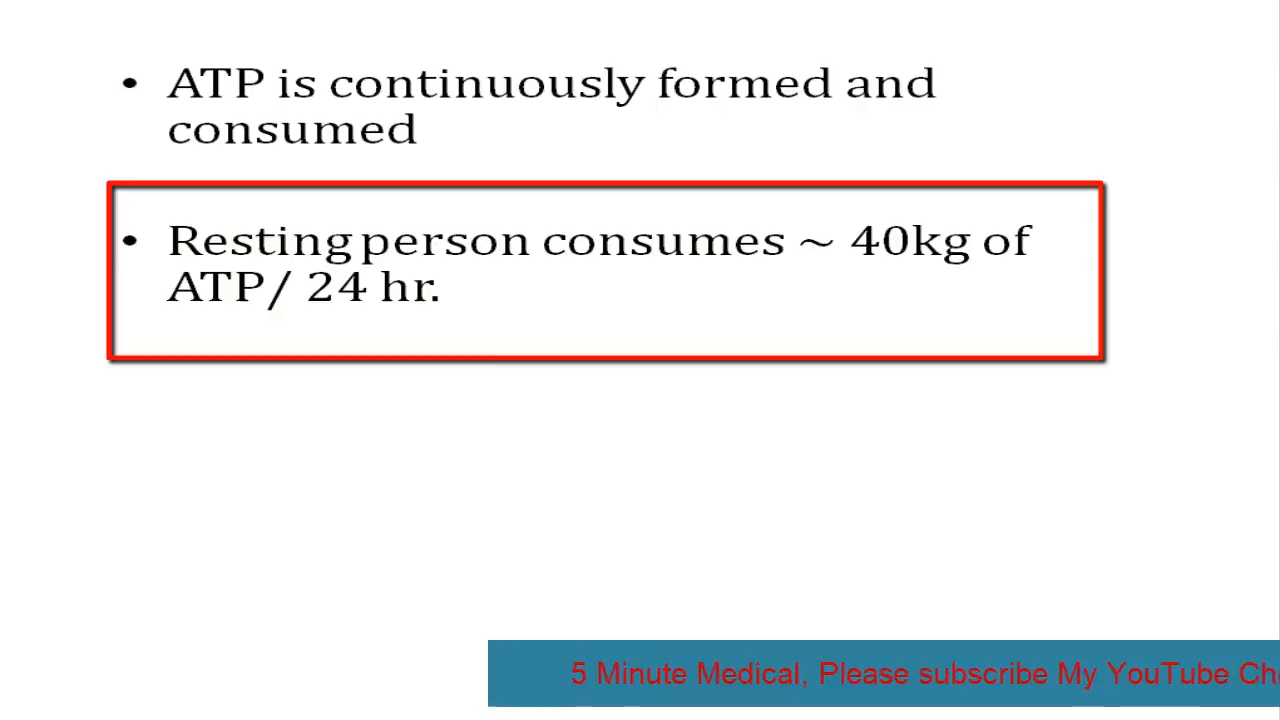 • ATP is continuously formed and
consumed
• Resting person consumes ~ 40kg of
ATP/ 24 hr.
5 Minute Medical, Please subscribe My YouTube Ch